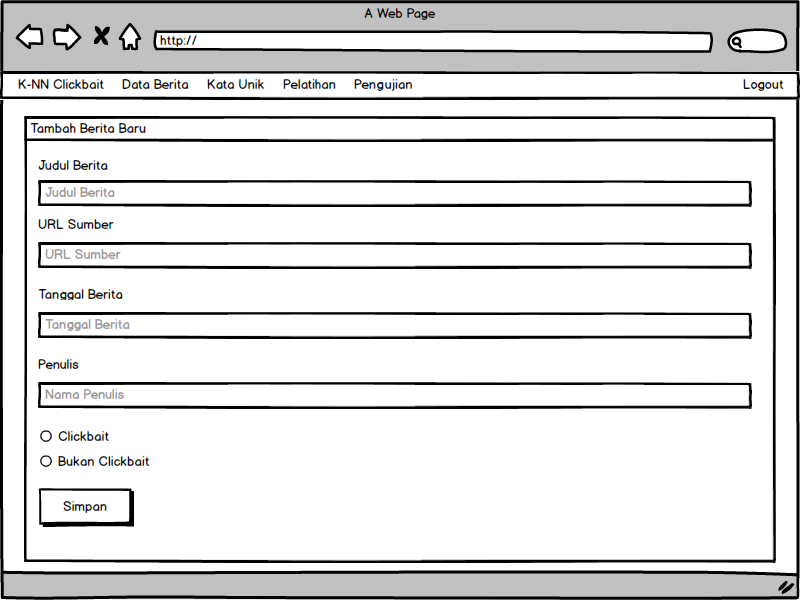 A Web Page
http://
K-NN Clickbait Data Berita Kata Unik Pelatihan Pengujian Logout
Tambah Berita Baru
Judul Berita
Judul Berita
URL Sumber
URL Sumber
Tanggal Berita
Tanggal Berita
Penulis
Nama Penulis
Clickbait
Bukan Clickbait
Simpan